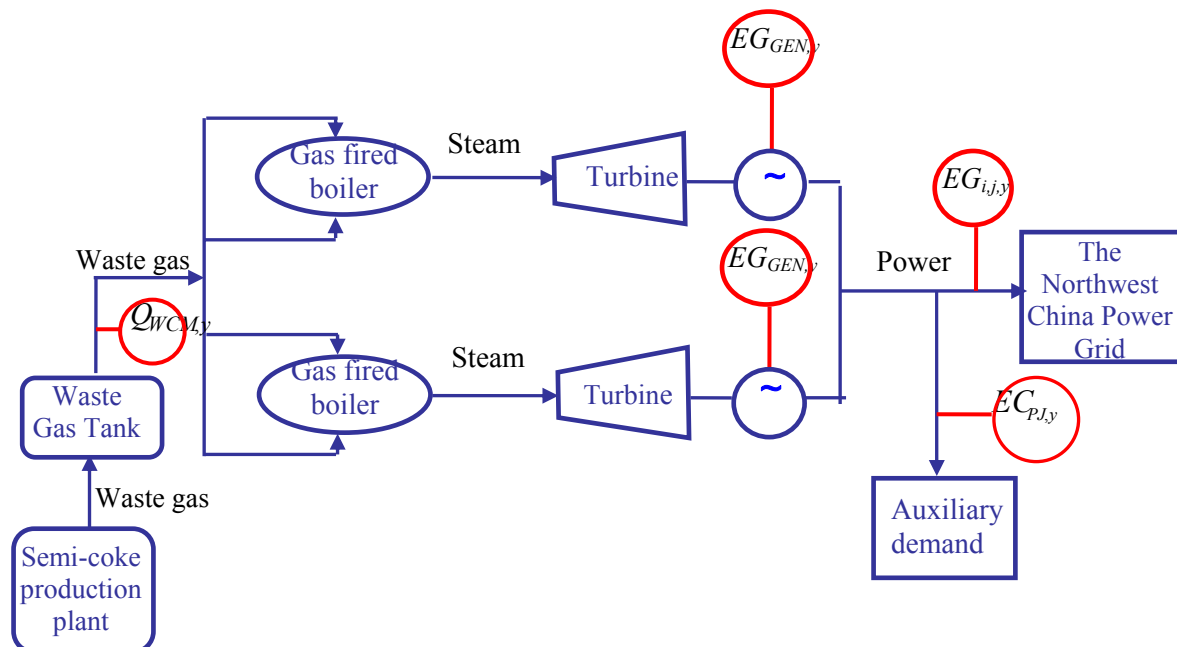 EG_GEN,y
Steam
Gas fired
boiler
Turbine
~
EG_i,j,y
Waste gas
EG_GEN,y
Power
The
Northwest
China Power
Grid
Q_WCM,y
Steam
Gas fired
boiler
Turbine
~
Waste
Gas Tank
EC_PJ,y
Waste gas
Auxiliary
demand
Semi-coke
production
plant